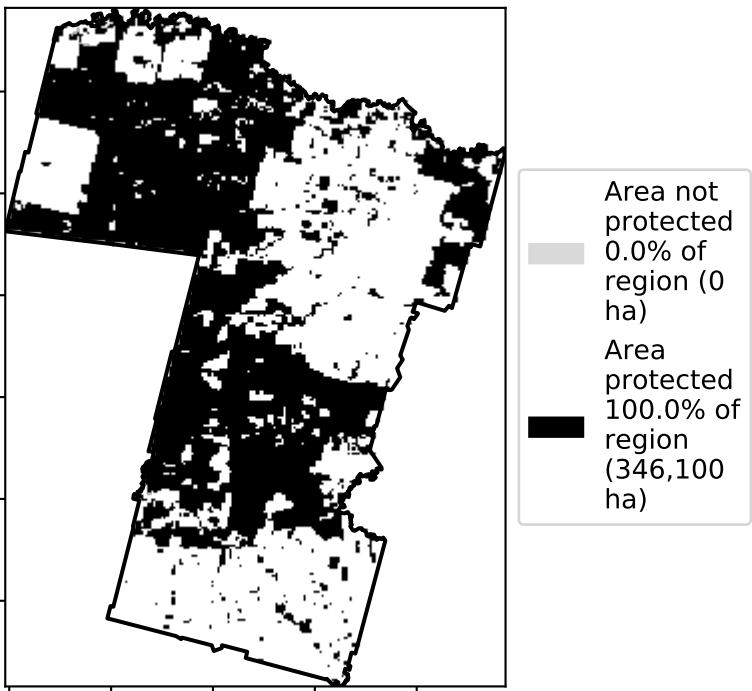 Area not
protected
0.0% of
region (0
ha)
Area
protected
100.0% of
region
(346,100
ha)